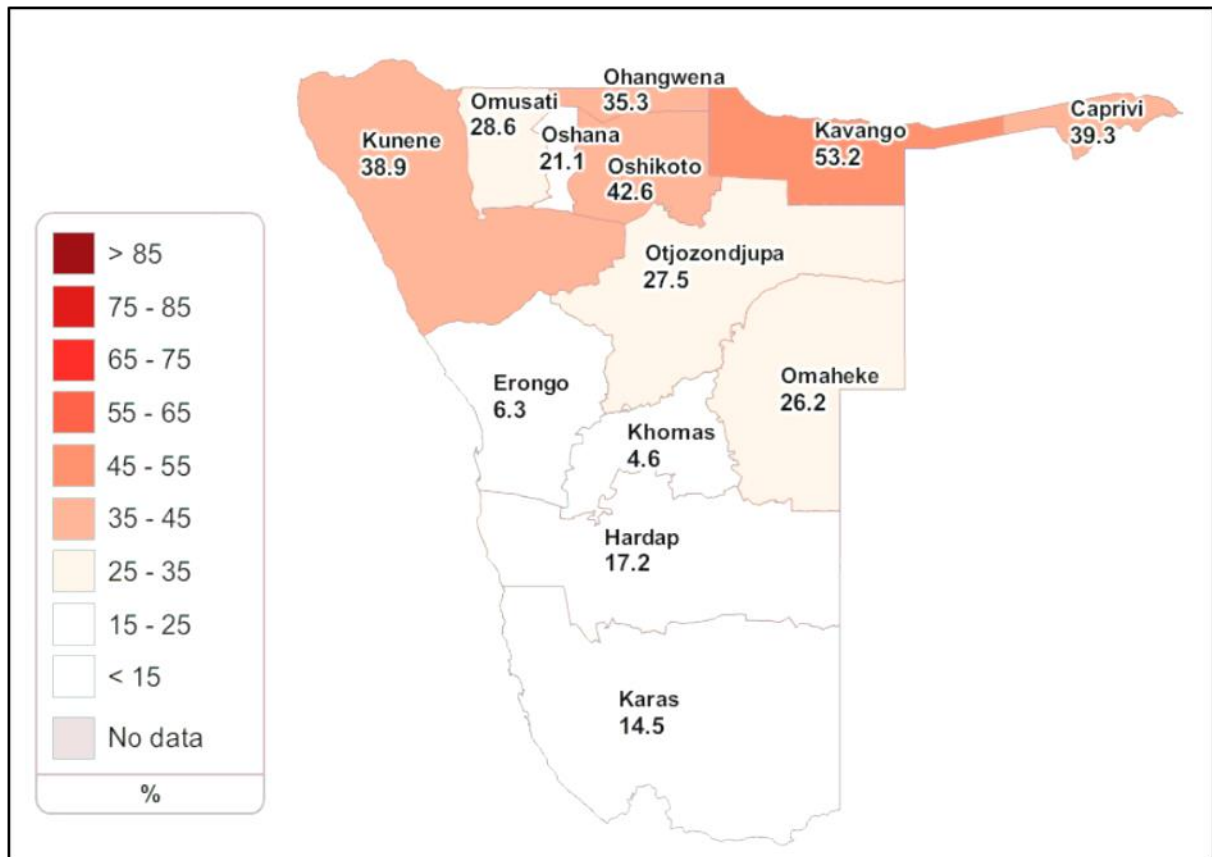 Ohangwena
35.3
Omusati
28.6
Oshana
21.1
Kunene
38.9
Oshikoto
42.6
Kavango
53.2
Caprivi
39.3
Otjozondjupa
27.5
Omaheke
26.2
Erongo
6.3
Khomas
4.6
Hardap
17.2
Karas
14.5
> 85
75 - 85
65 - 75
55 - 65
45 - 55
35 - 45
25 - 35
15 - 25
< 15
No data
%